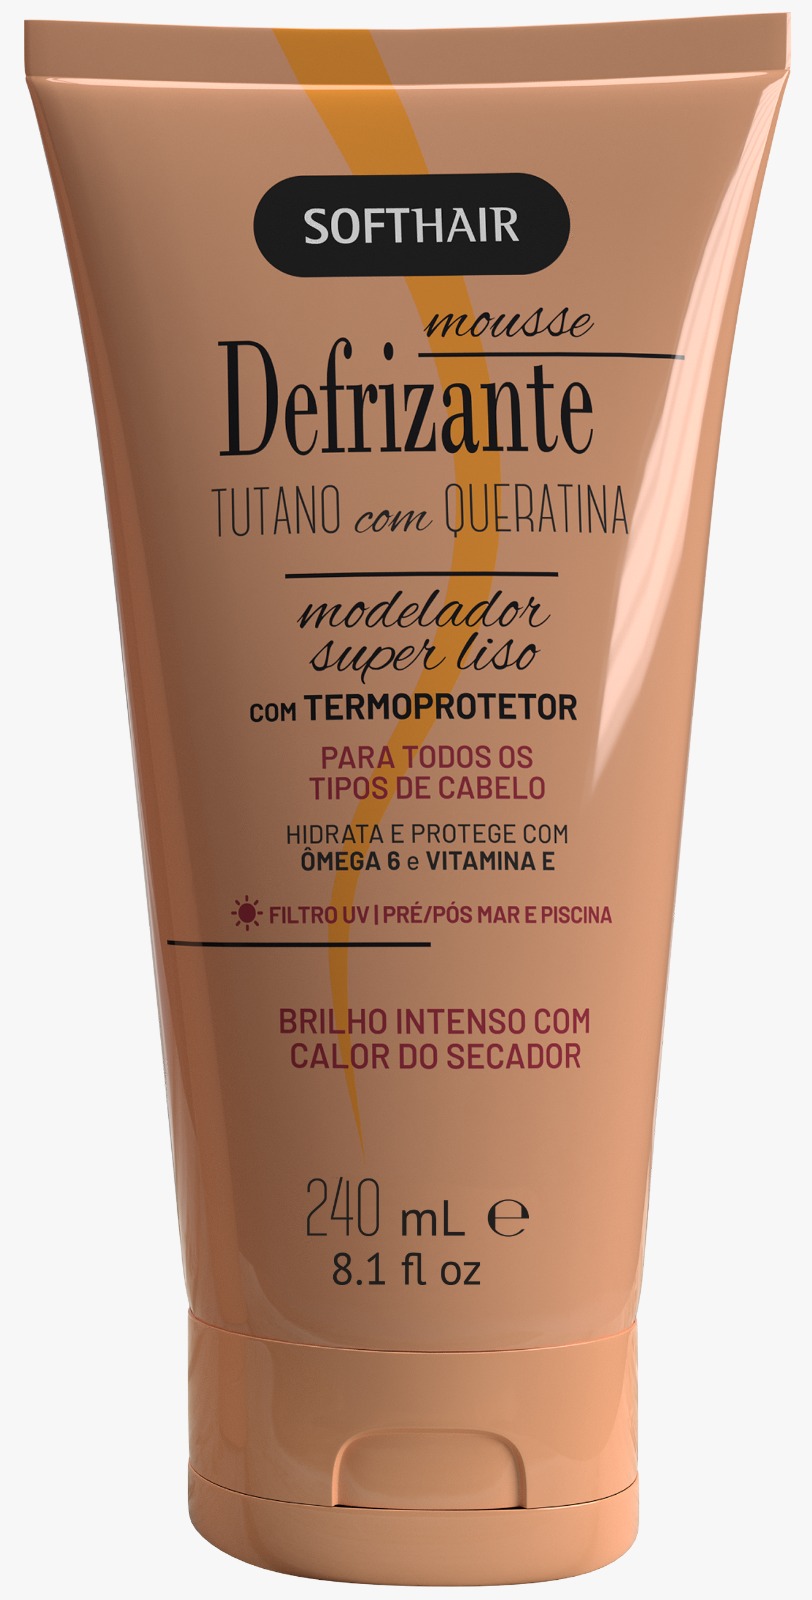 SOFTHAIR
mousse
Defrizante
TUTANO com QUERATINA
modelador
super liso
COM TERMOPROTETOR
PARA TODOS OS
TIPOS DE CABELO
HIDRATA E PROTEGE COM
ÔMEGA 6 e VITAMINA E
FILTRO UV | PRÉ/PÓS MAR E PISCINA
BRILHO INTENSO COM
CALOR DO SECADOR
240 mL ℮
8.1 fl oz